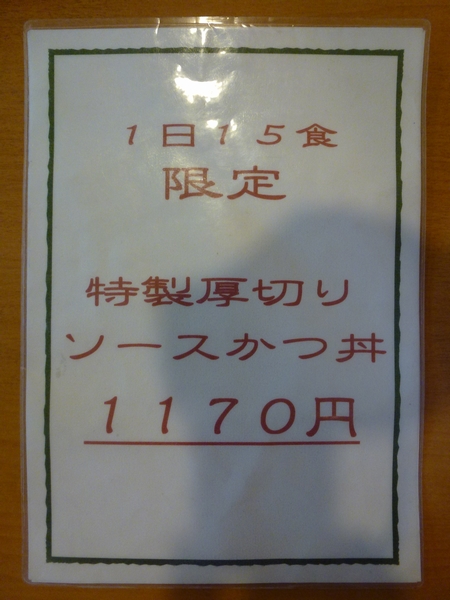 １日１５食
限定
特製厚切り
ソースかつ丼
１１７０円